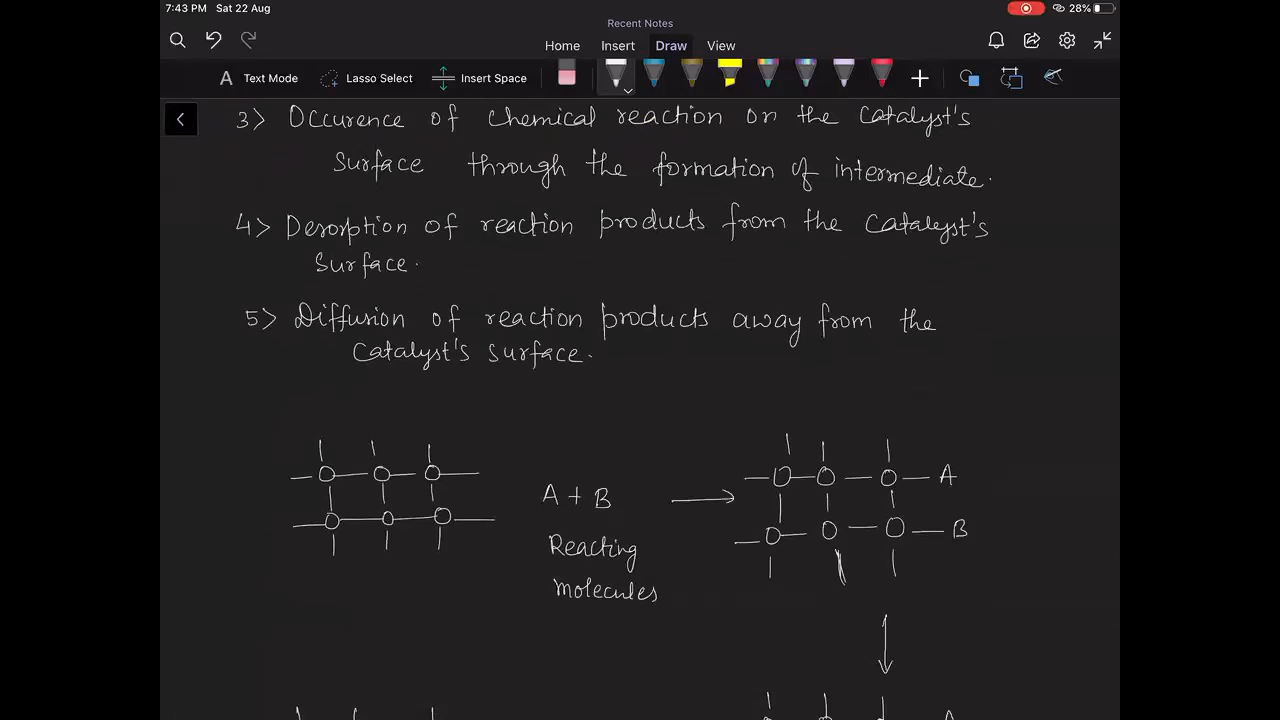 7:43 PM Sat 22 Aug
28%
Recent Notes
Home Insert Draw View
A Text Mode Lasso Select Insert Space
3> Occurence of chemical reaction on the Catalyst's
Surface through the formation of intermediate.
4> Desorption of reaction products from the Catalyst's
Surface.
5> Diffusion of reaction products away from the
Catalyst's Surface.
A + B
Reacting
molecules
A
B